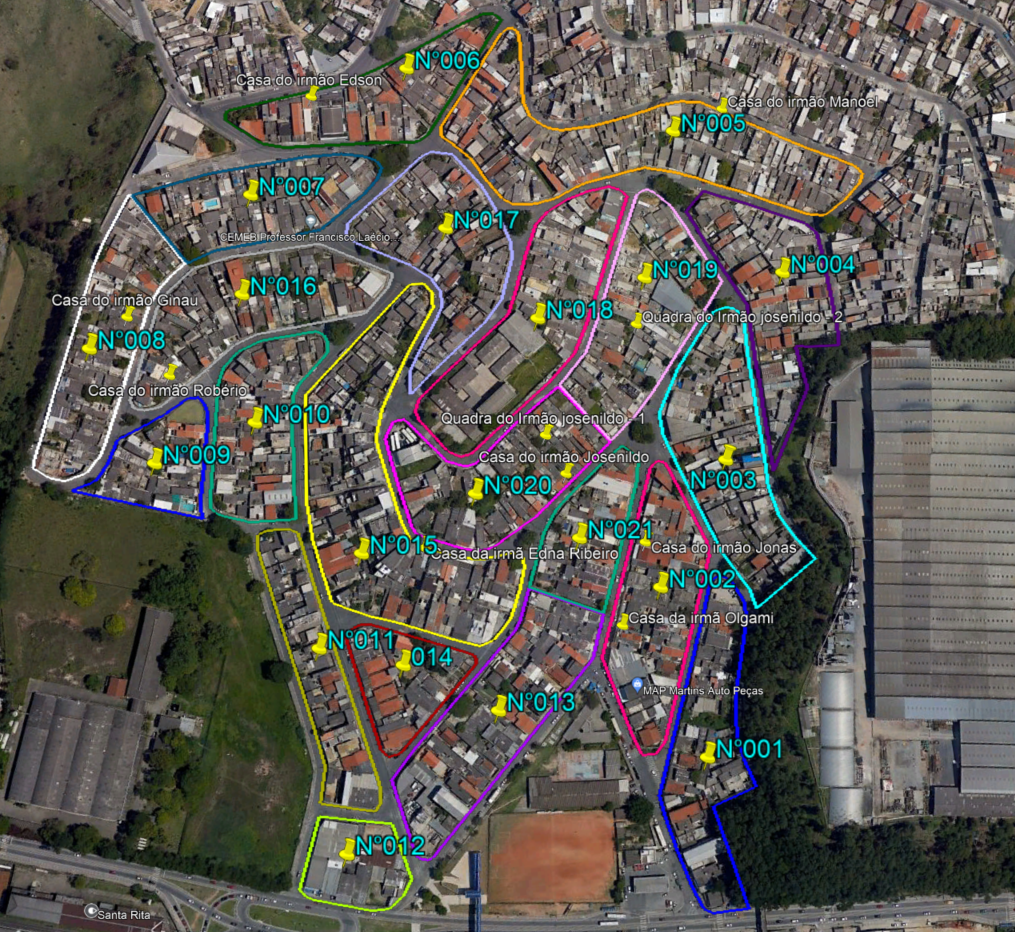 N°006
Casa do irmão Edson
Casa do irmão Manoel
N°005
N°007
N°017
CEMEB Professor Francisco Laécio...
N°004
N°019
N°016
Casa do irmão Ginau
N°018
Quadra do Irmão josenildo - 2
N°008
Casa do irmão Robério
N°010
Quadra do Irmão josenildo - 1
N°009
Casa do irmão Josenildo
N°003
N°020
N°021
N°015
Casa da irmã Edna Ribeiro
Casa do irmão Jonas
N°002
Casa da irmã Olgami
N°011
014
MAP Martins Auto Peças
N°013
N°001
N°012
Santa Rita